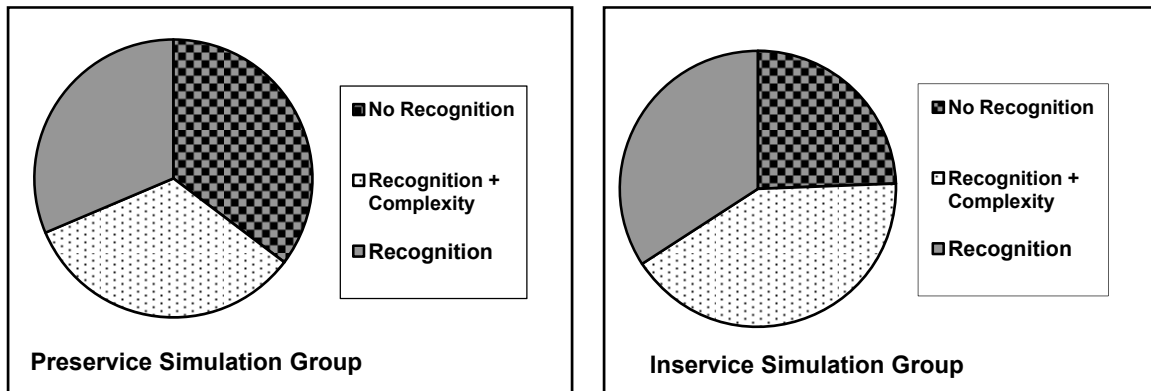 No Recognition
Recognition +
Complexity
Recognition
Preservice Simulation Group
No Recognition
Recognition +
Complexity
Recognition
Inservice Simulation Group